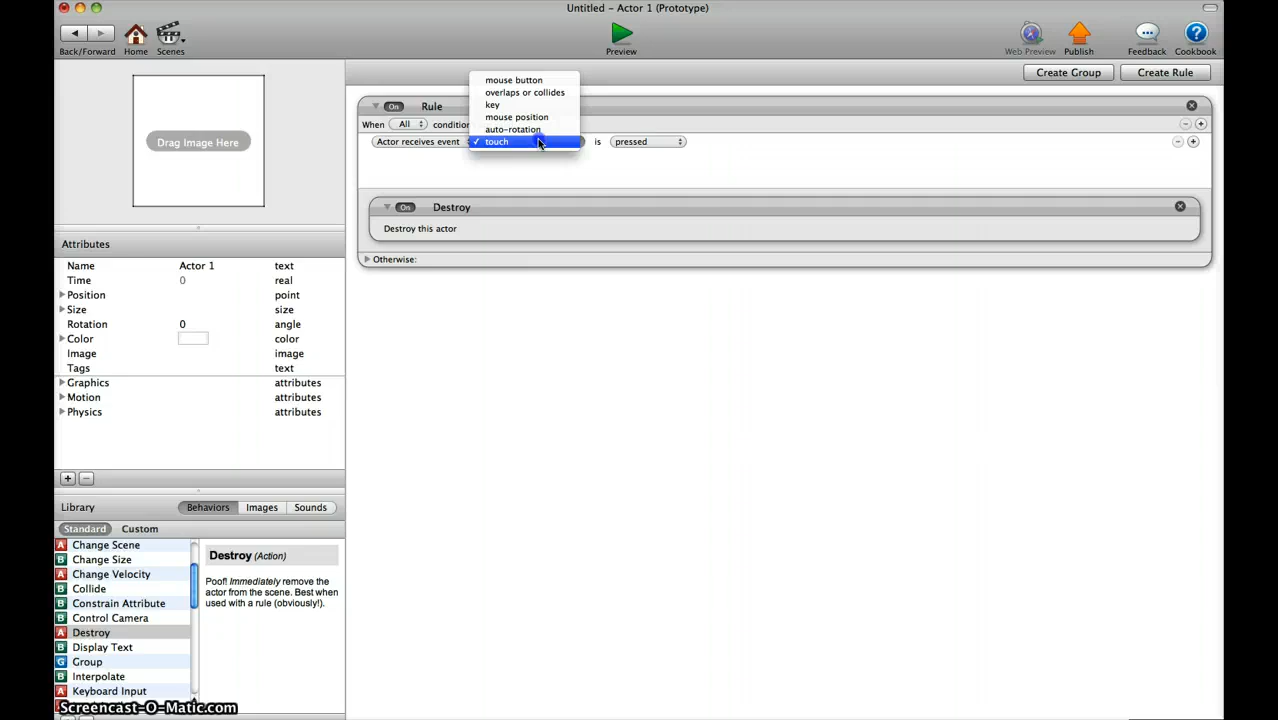 Untitled - Actor 1 (Prototype)
Back/Forward
Home
Scenes
Preview
Web Preview
Publish
Feedback
Cookbook
Create Group
Create Rule
Drag Image Here
Attributes
Name Actor 1 text
Time 0 real
Position point
Size size
Rotation 0 angle
Color color
Image image
Tags text
Graphics attributes
Motion attributes
Physics attributes
+ −
Library Behaviors Images Sounds
Standard Custom
A Change Scene
B Change Size
A Change Velocity
B Collide
B Constrain Attribute
B Control Camera
A Destroy
B Display Text
G Group
B Interpolate
A Keyboard Input
Destroy (Action)
Poof! Immediately remove the
actor from the scene. Best when
used with a rule (obviously!).
On Rule
When All
Actor receives event
mouse button
overlaps or collides
key
mouse position
auto-rotation
✓ touch
is pressed
On Destroy
Destroy this actor
Otherwise:
Screencast-O-Matic.com